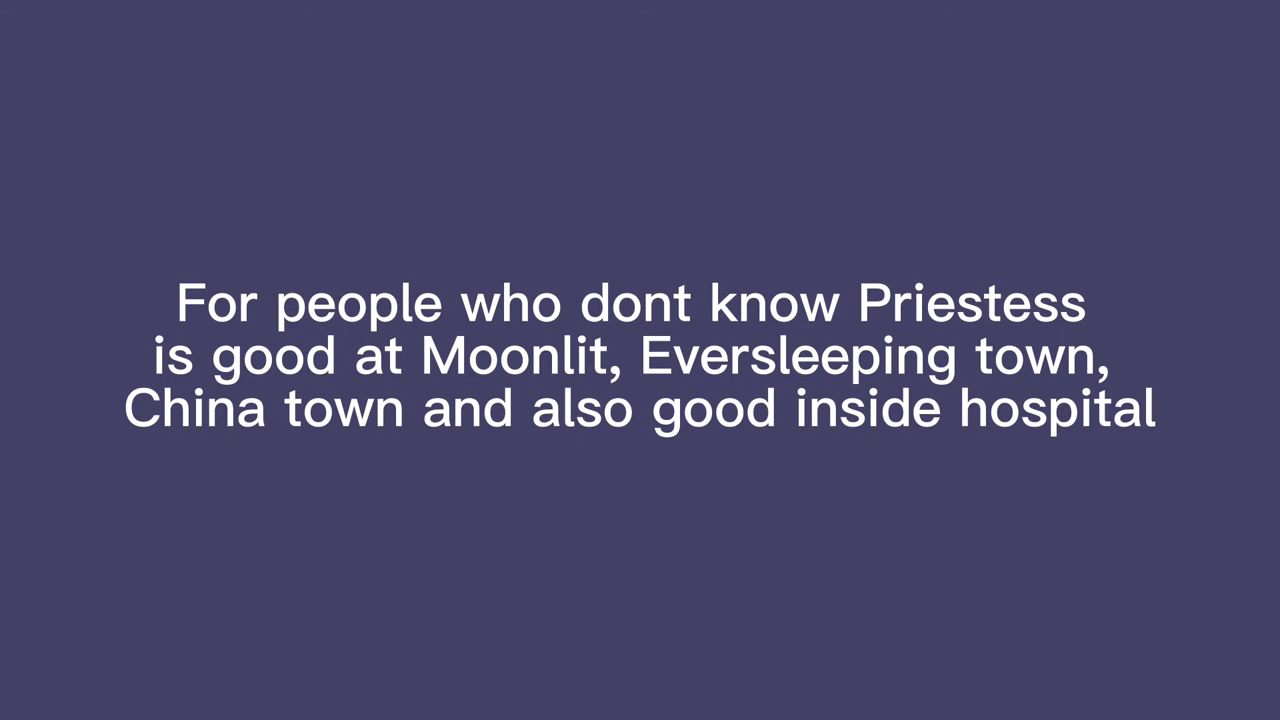 For people who dont know Priestess
is good at Moonlit, Eversleeping town,
China town and also good inside hospital